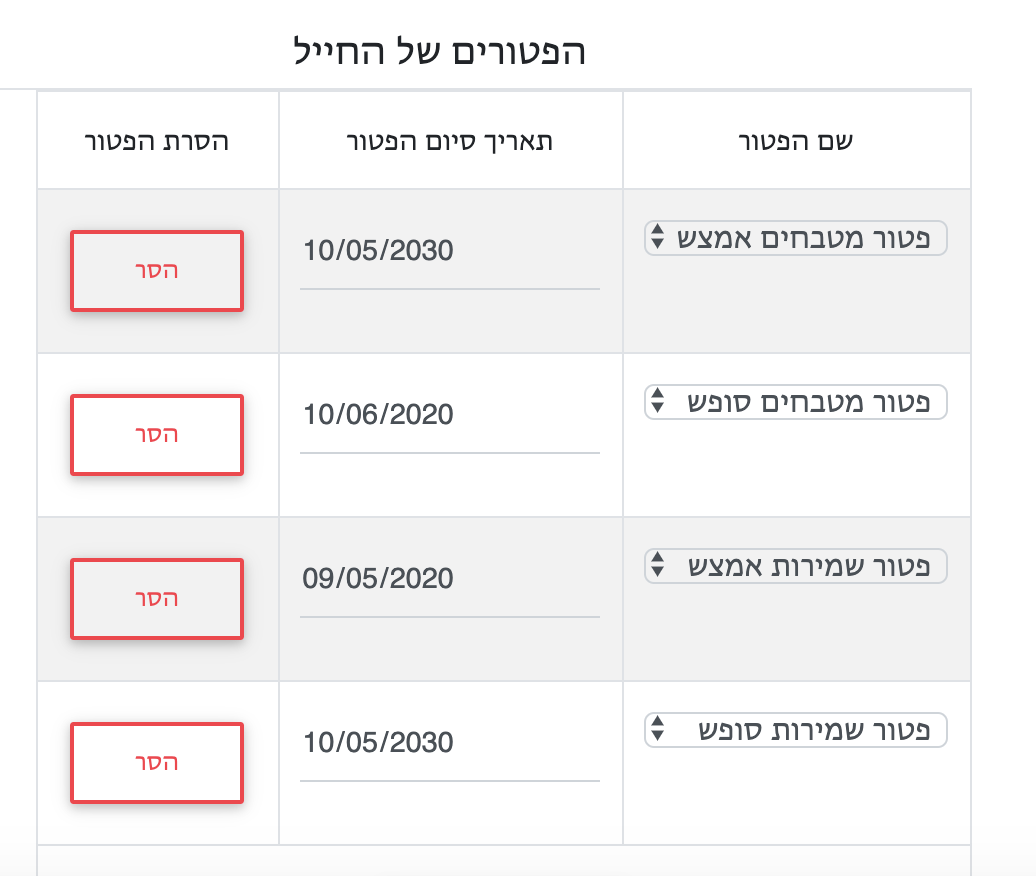 הפטורים של החייל
שם הפטור תאריך סיום הפטור הסרת הפטור
פטור מטבחים אמצש 10/05/2030 הסר
פטור מטבחים סופש 10/06/2020 הסר
פטור שמירות אמצש 09/05/2020 הסר
פטור שמירות סופש 10/05/2030 הסר